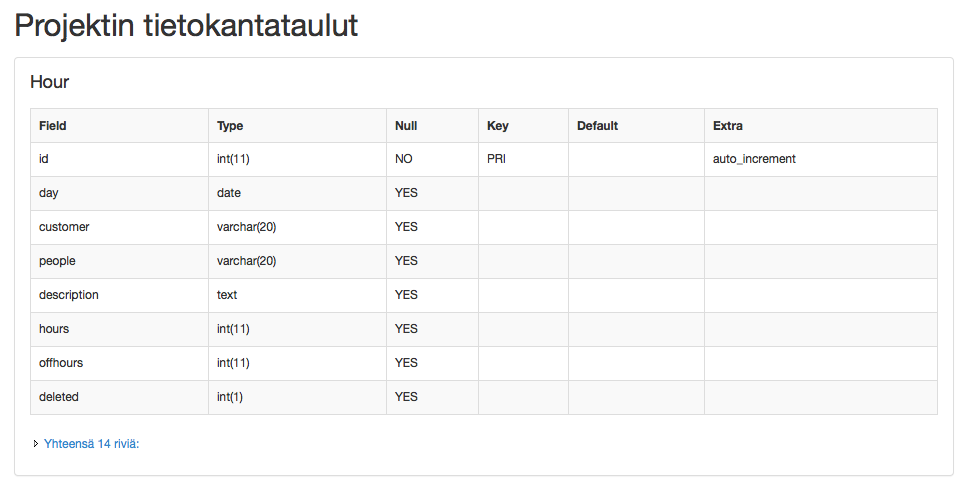 Projektin tietokantataulut
Hour
Field Type Null Key Default Extra
id int(11) NO PRI auto_increment
day date YES
customer varchar(20) YES
people varchar(20) YES
description text YES
hours int(11) YES
offhours int(11) YES
deleted int(1) YES
Yhteensä 14 riviä: